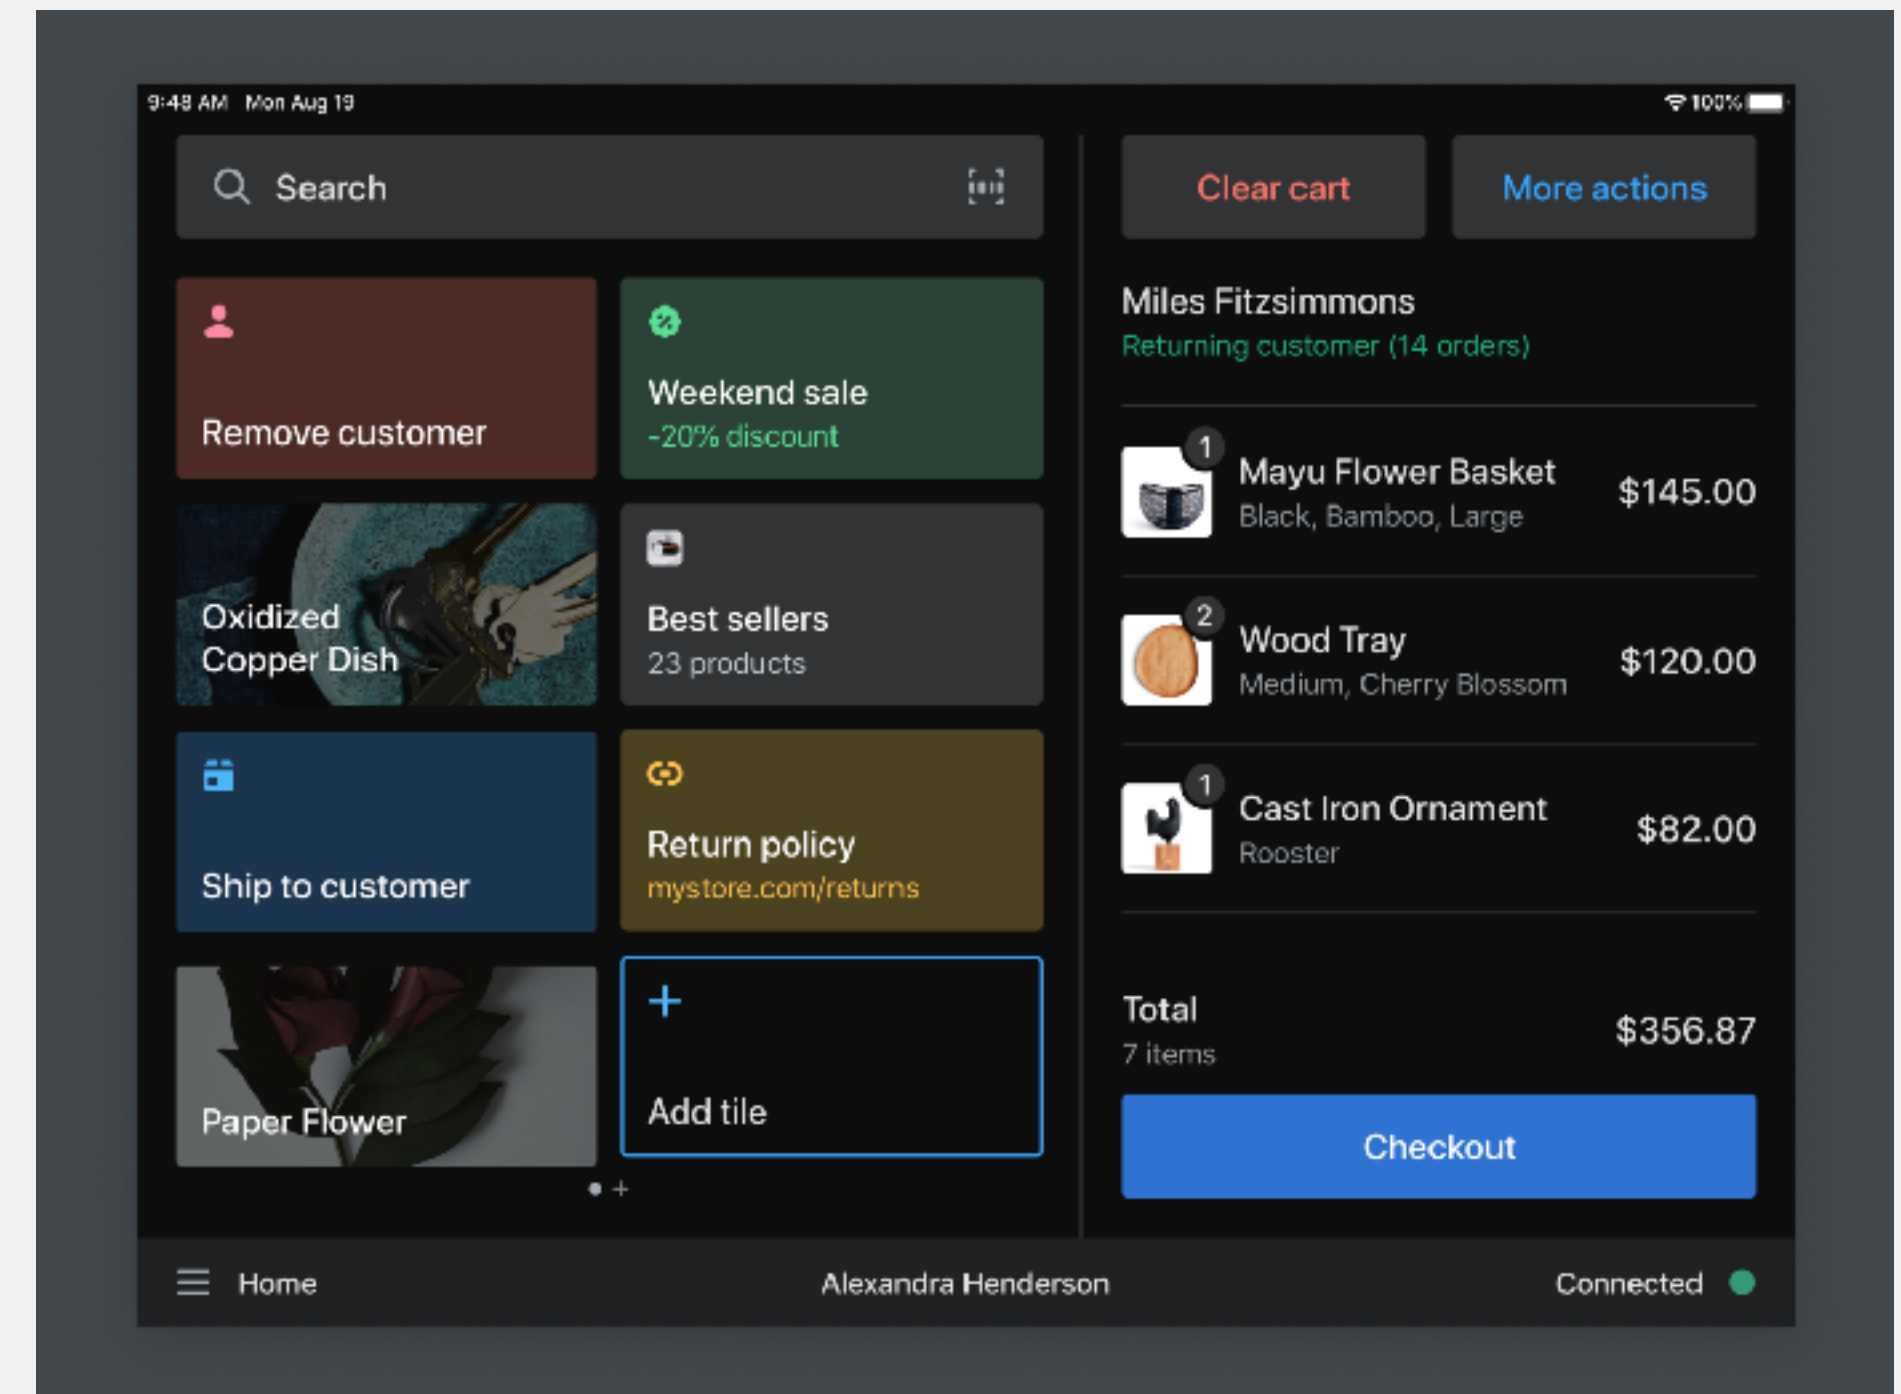 9:48 AM Mon Aug 19
100%
Search
Clear cart
More actions
Remove customer
Weekend sale
-20% discount
Oxidized
Copper Dish
Best sellers
23 products
Ship to customer
Return policy
mystore.com/returns
Paper Flower
Add tile
Miles Fitzsimmons
Returning customer (14 orders)
1
Mayu Flower Basket
Black, Bamboo, Large
$145.00
2
Wood Tray
Medium, Cherry Blossom
$120.00
1
Cast Iron Ornament
Rooster
$82.00
Total
7 items
$356.87
Checkout
Home
Alexandra Henderson
Connected